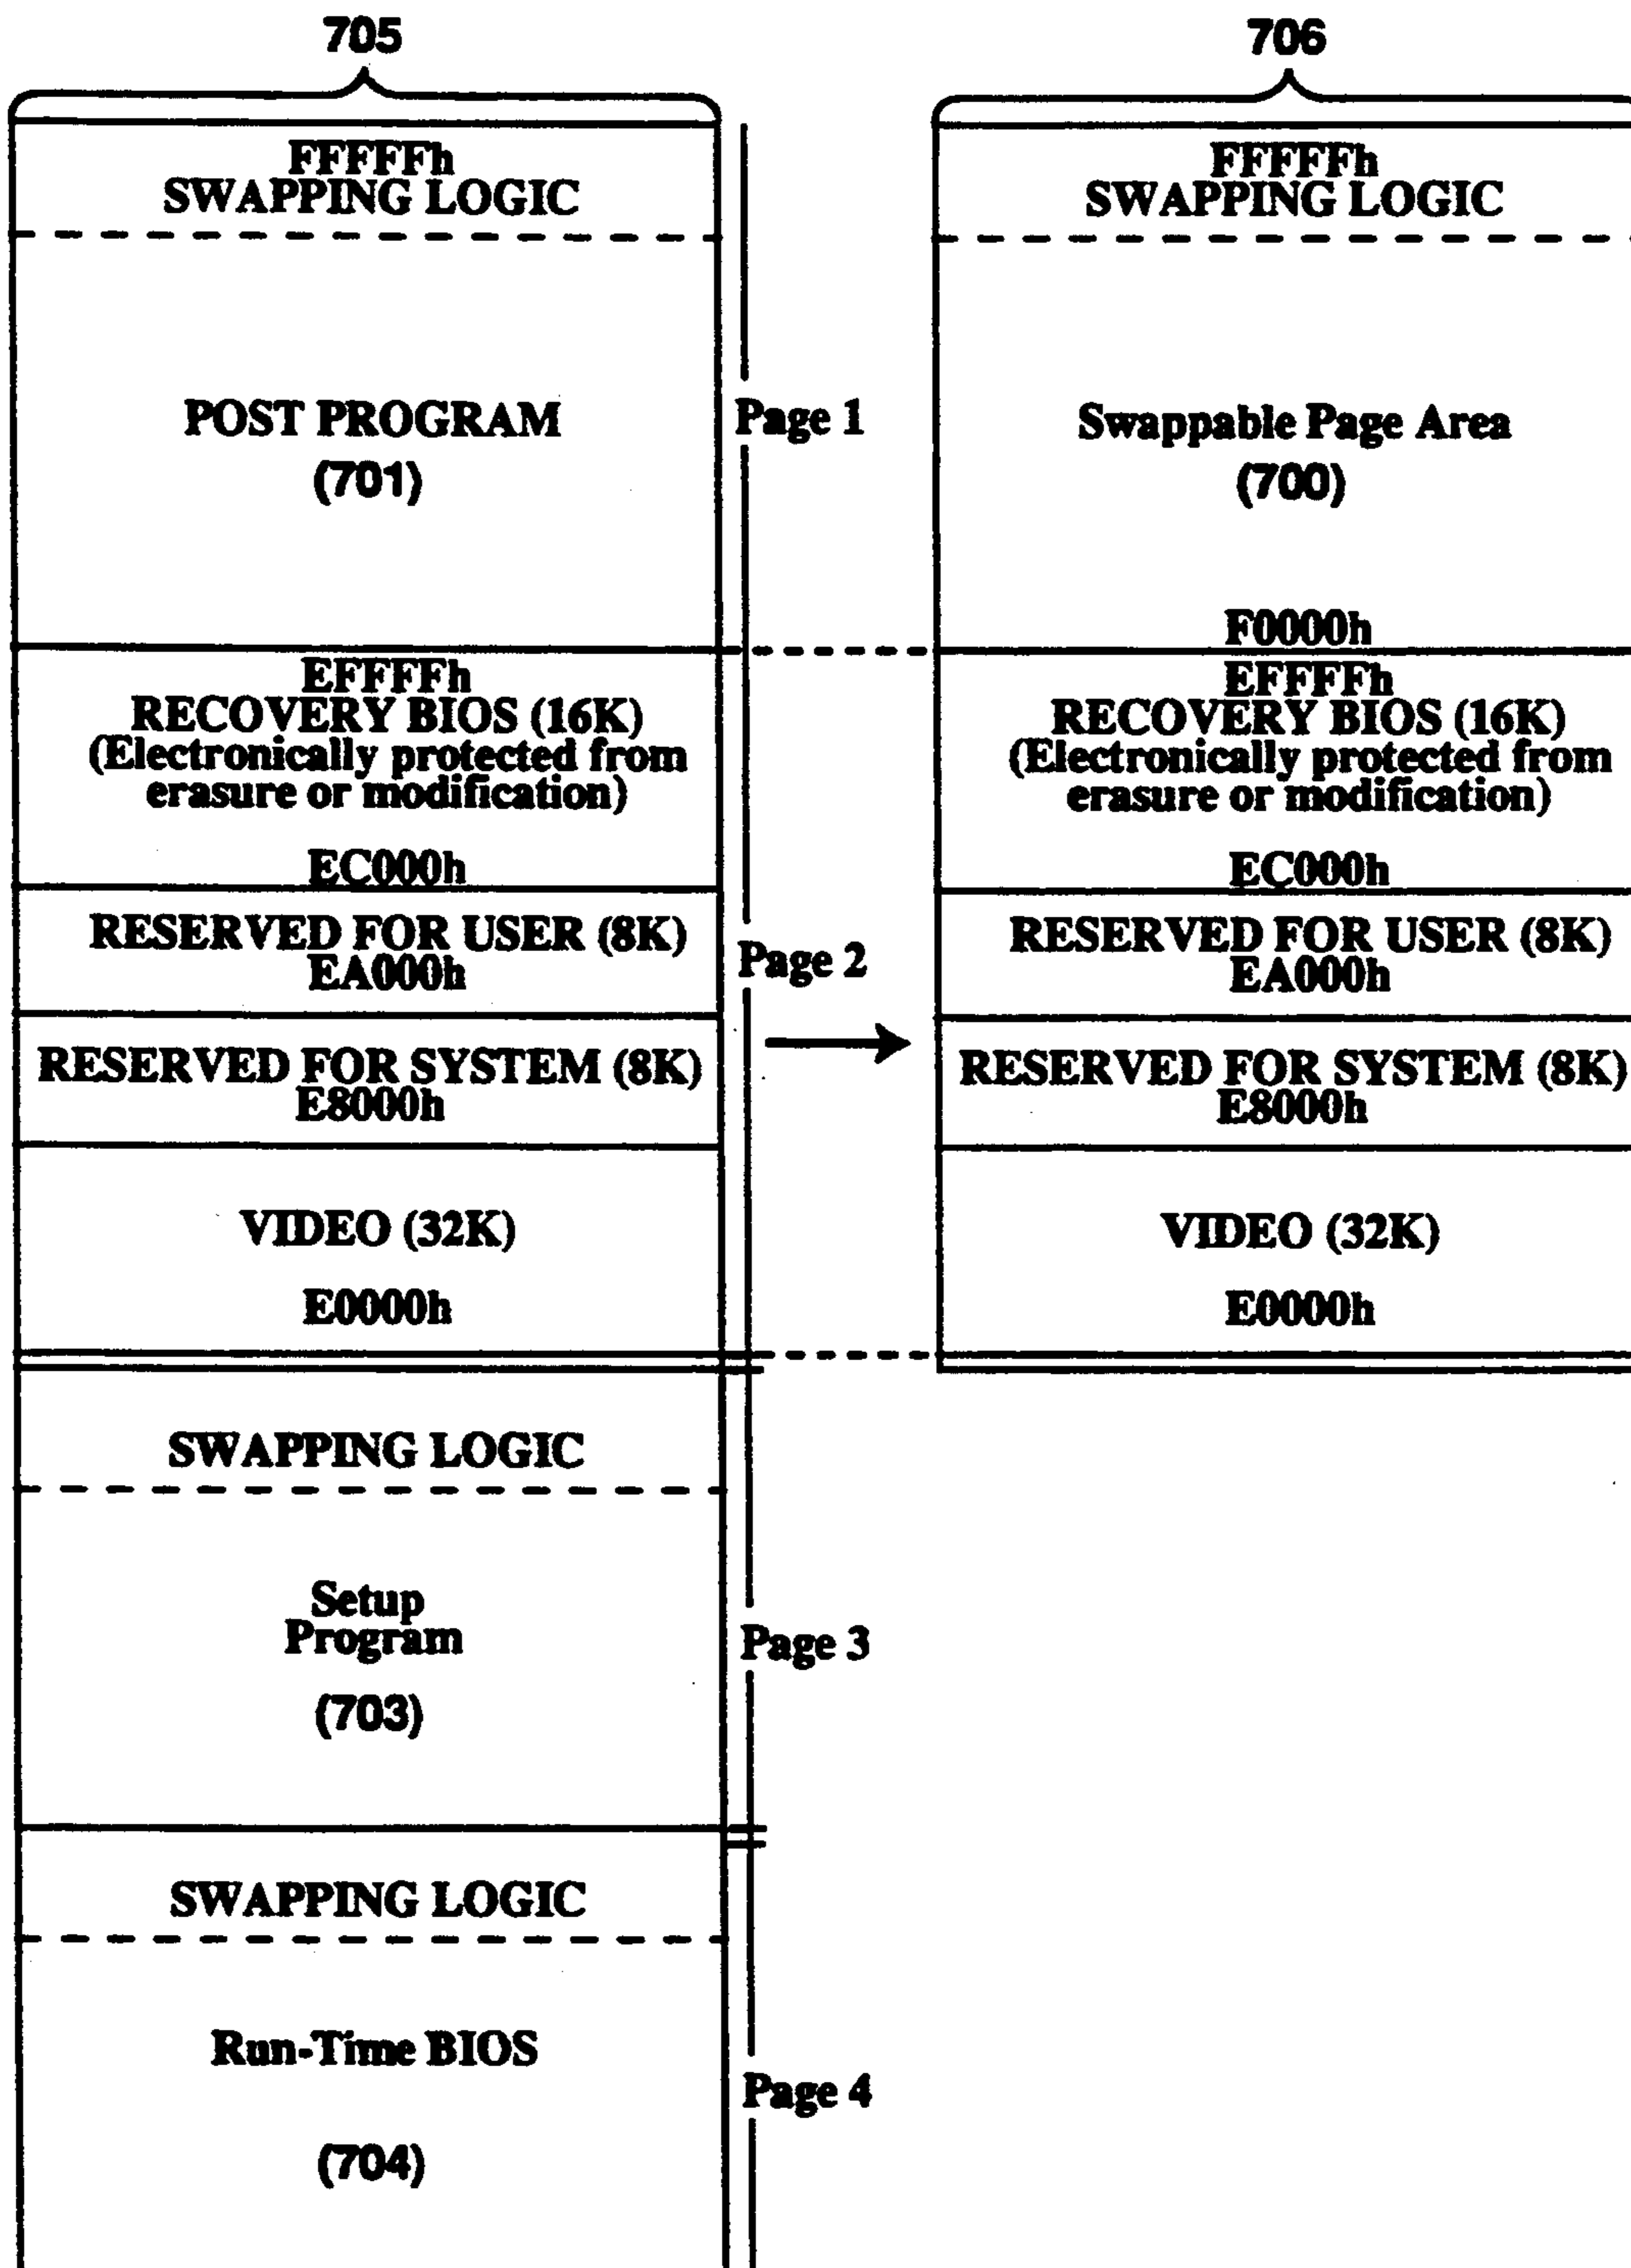 705
FFFFFh
SWAPPING LOGIC
POST PROGRAM
(701)
EFFFFh
RECOVERY BIOS (16K)
(Electronically protected from
erasure or modification)
EC000h
RESERVED FOR USER (8K)
EA000h
RESERVED FOR SYSTEM (8K)
E8000h
VIDEO (32K)
E0000h
SWAPPING LOGIC
Setup
Program
(703)
SWAPPING LOGIC
Run-Time BIOS
(704)
Page 1
Page 2
Page 3
Page 4
706
FFFFFh
SWAPPING LOGIC
Swappable Page Area
(700)
F0000h
EFFFFh
RECOVERY BIOS (16K)
(Electronically protected from
erasure or modification)
EC000h
RESERVED FOR USER (8K)
EA000h
RESERVED FOR SYSTEM (8K)
E8000h
VIDEO (32K)
E0000h